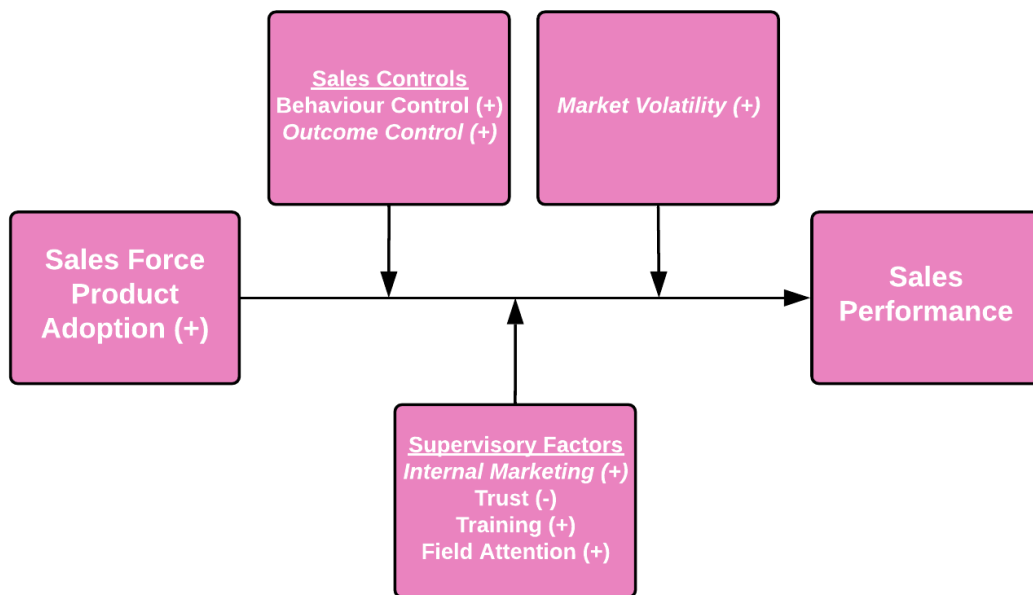 Sales Controls
Behaviour Control (+)
Outcome Control (+)
Market Volatility (+)
Sales Force
Product
Adoption (+)
Sales
Performance
Supervisory Factors
Internal Marketing (+)
Trust (-)
Training (+)
Field Attention (+)